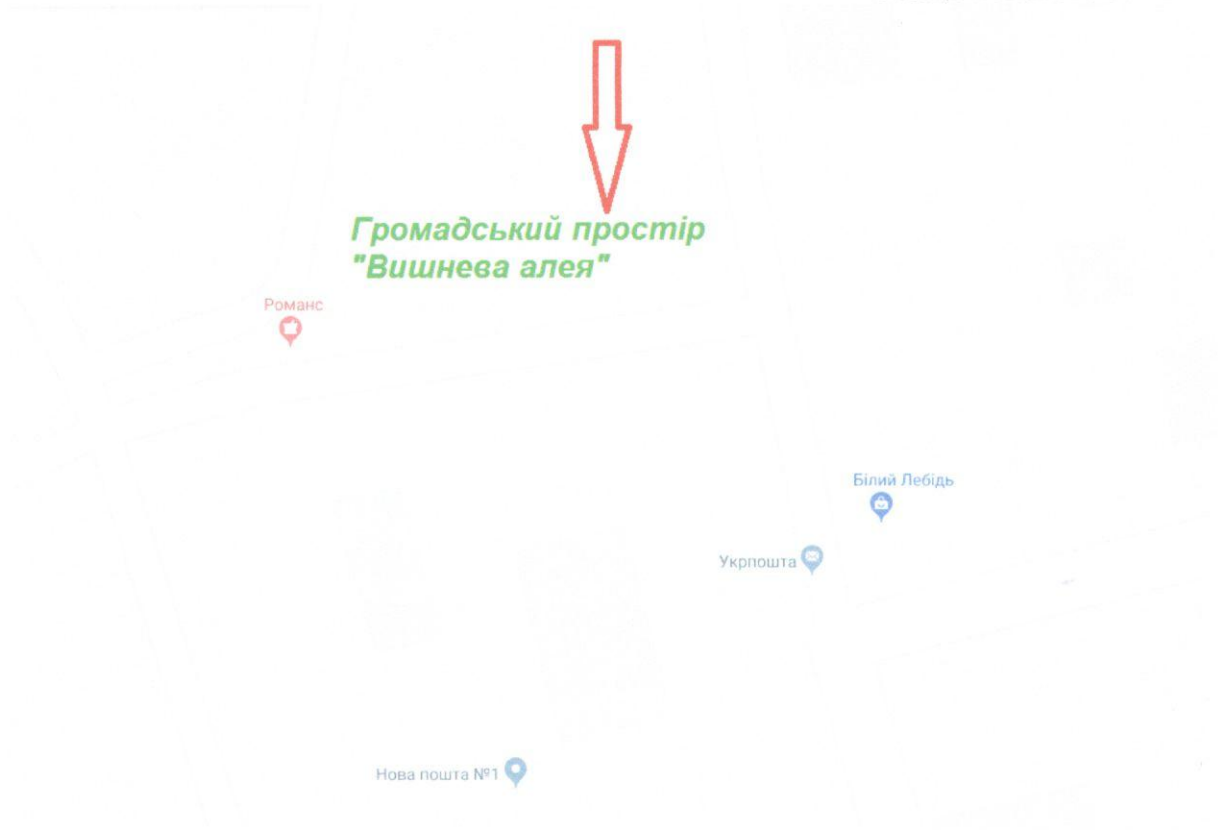 Громадський простір
"Вишнева алея"
Романс
Білий Лебідь
Укрпошта
Нова пошта №1